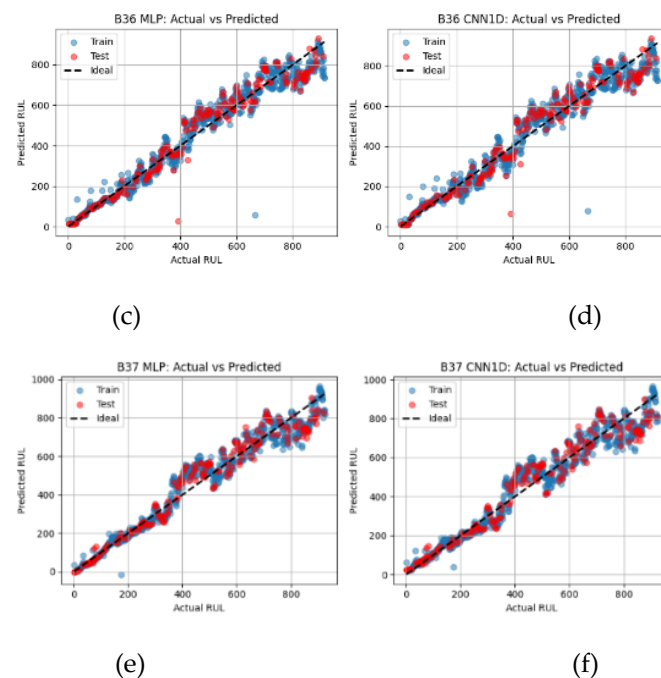 B36 MLP: Actual vs Predicted
Train
Test
Ideal
Predicted RUL
800
600
400
200
0
0 200 400 600 800
Actual RUL
(c)
B36 CNN1D: Actual vs Predicted
Train
Test
Ideal
Predicted RUL
800
600
400
200
0
0 200 400 600 800
Actual RUL
(d)
B37 MLP: Actual vs Predicted
Train
Test
Ideal
Predicted RUL
1000
800
600
400
200
0
0 200 400 600 800
Actual RUL
(e)
B37 CNN1D: Actual vs Predicted
Train
Test
Ideal
Predicted RUL
1000
800
600
400
200
0
0 200 400 600 800
Actual RUL
(f)